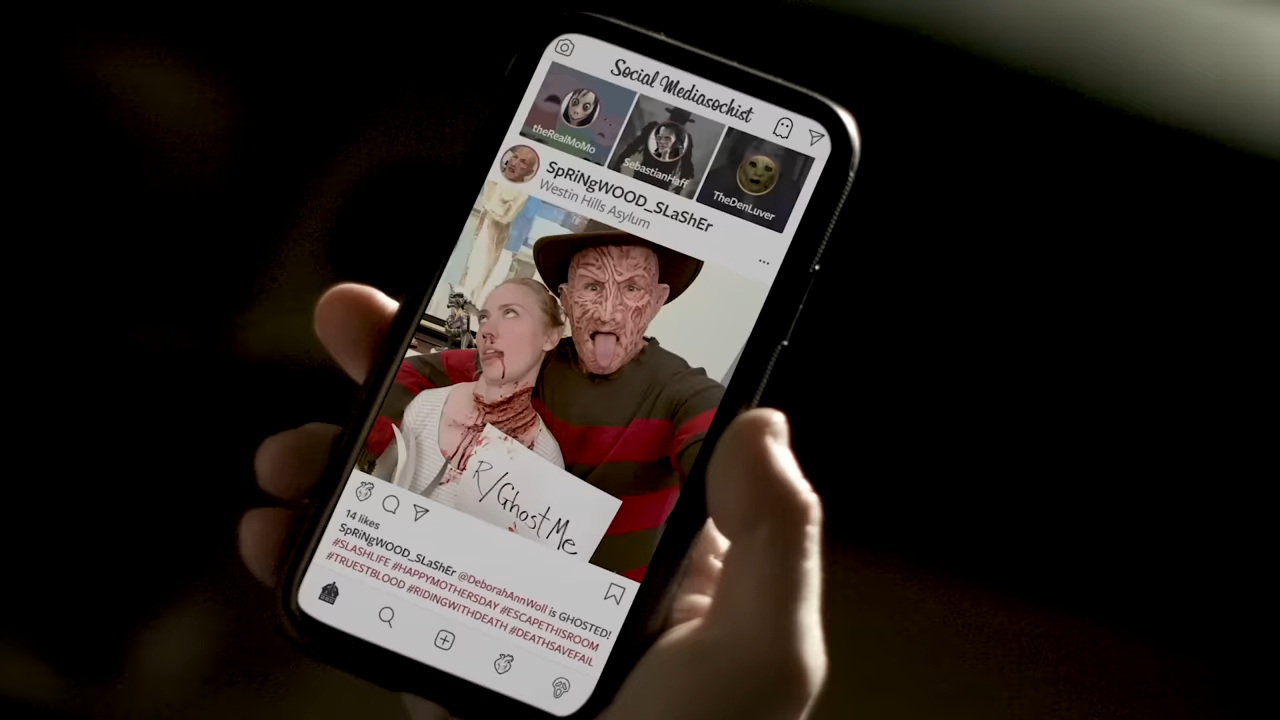 Social Mediasochist
theRealMoMo
SebastianHaff
TheDenLuver
SpRiNgWOOD_SLaShEr
Westin Hills Asylum
R/GhostMe
14 likes
SpRiNgWOOD_SLaShEr @DeborahAnnWoll is GHOSTED!
#SLASHLIFE #HAPPYMOTHERSDAY #ESCAPETHISROOM
#TRUESTBLOOD #RIDINGWITHDEATH #DEATHSAVEFAIL